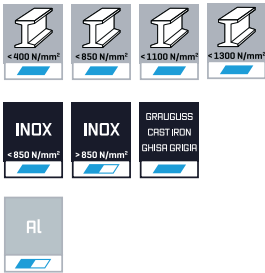 <400 N/mm²
<850 N/mm²
<1100 N/mm²
<1300 N/mm²
INOX
<850 N/mm²
INOX
>850 N/mm²
GRAUGUSS
CAST IRON
GHISA GRIGIA
Al